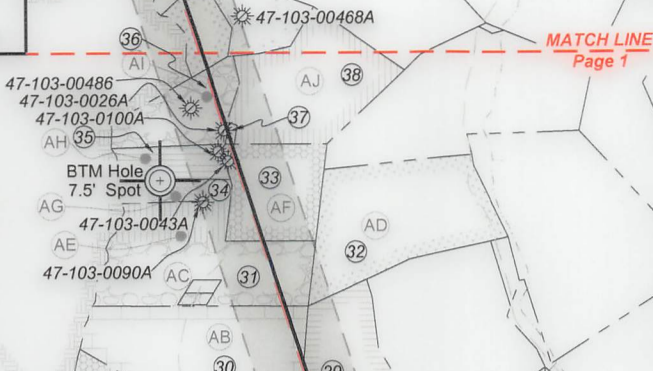 47-103-00468A
36
MATCH LINE
Page 1
AI
AJ
38
47-103-00486
47-103-0026A
47-103-0100A
37
AH
35
BTM Hole
7.5' Spot
33
34
AG
AF
47-103-0043A
AD
AE
32
47-103-0090A
AC
31
AB
30